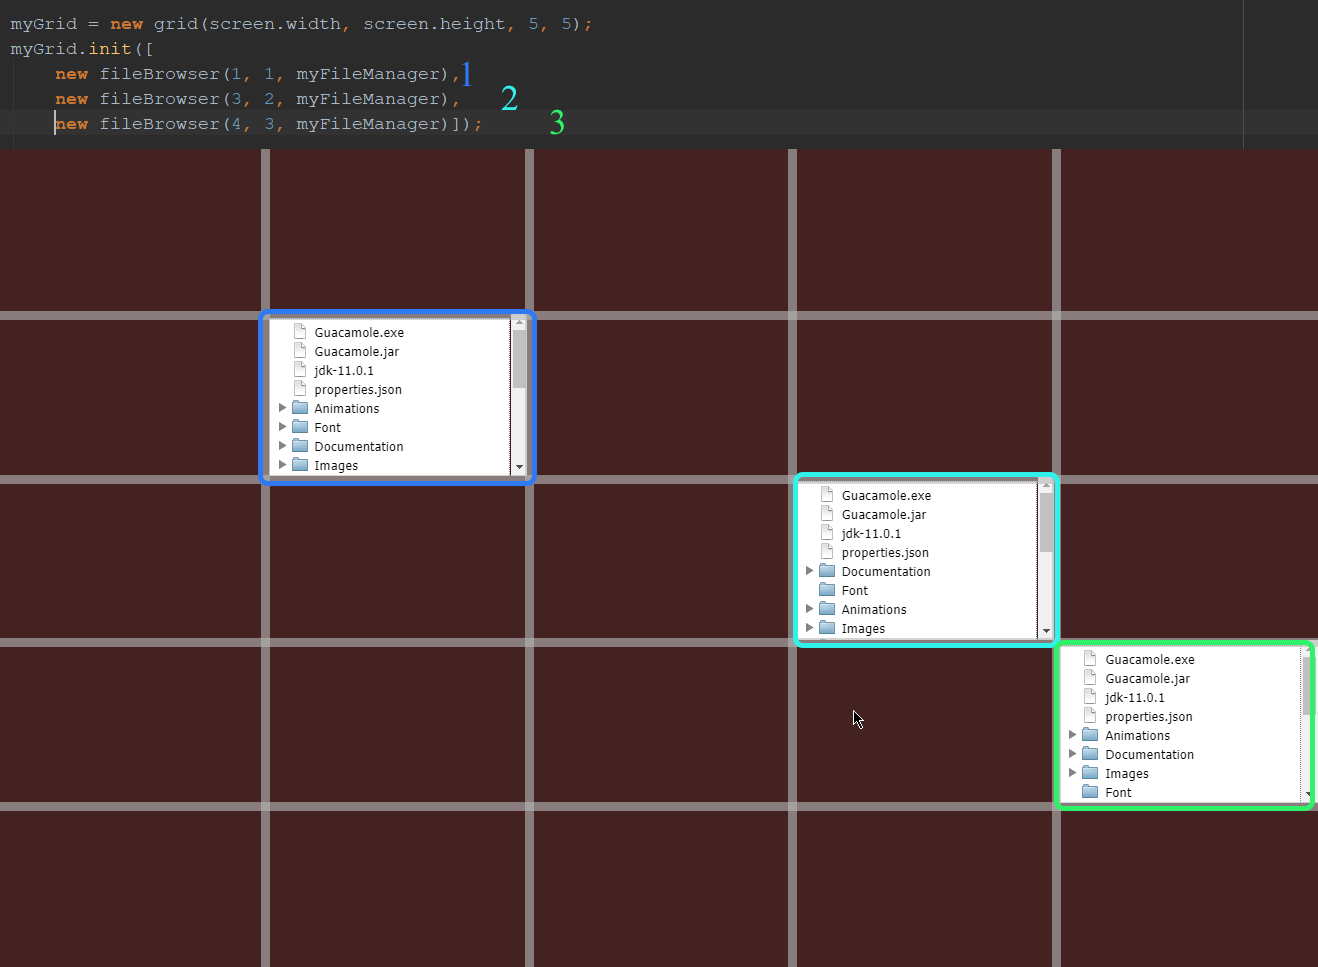 myGrid = new grid(screen.width, screen.height, 5, 5);
myGrid.init([
new fileBrowser(1, 1, myFileManager), 1
new fileBrowser(3, 2, myFileManager), 2
new fileBrowser(4, 3, myFileManager)]); 3
Guacamole.exe
Guacamole.jar
jdk-11.0.1
properties.json
Animations
Font
Documentation
Images
Guacamole.exe
Guacamole.jar
jdk-11.0.1
properties.json
Documentation
Font
Animations
Images
Guacamole.exe
Guacamole.jar
jdk-11.0.1
properties.json
Animations
Documentation
Images
Font